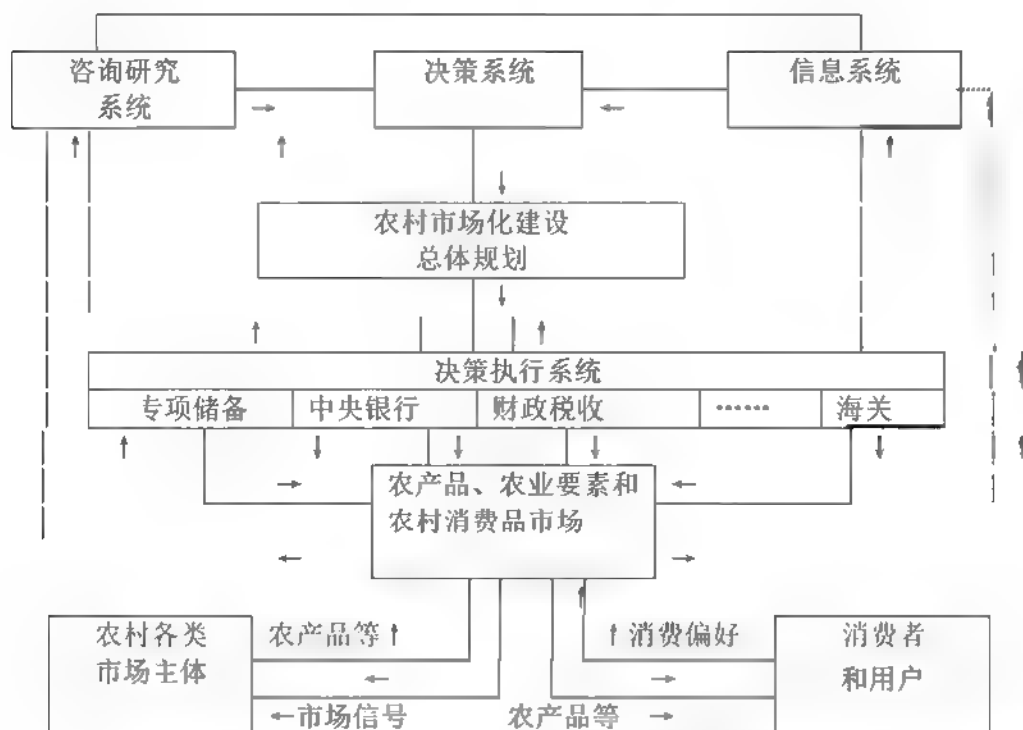 咨询研究
系统
决策系统
信息系统
农村市场化建设
总体规划
决策执行系统
专项储备
中央银行
财政税收
……
海关
农产品、农业要素和
农村消费品市场
农村各类
市场主体
农产品等
消费偏好
消费者
和用户
市场信号
农产品等